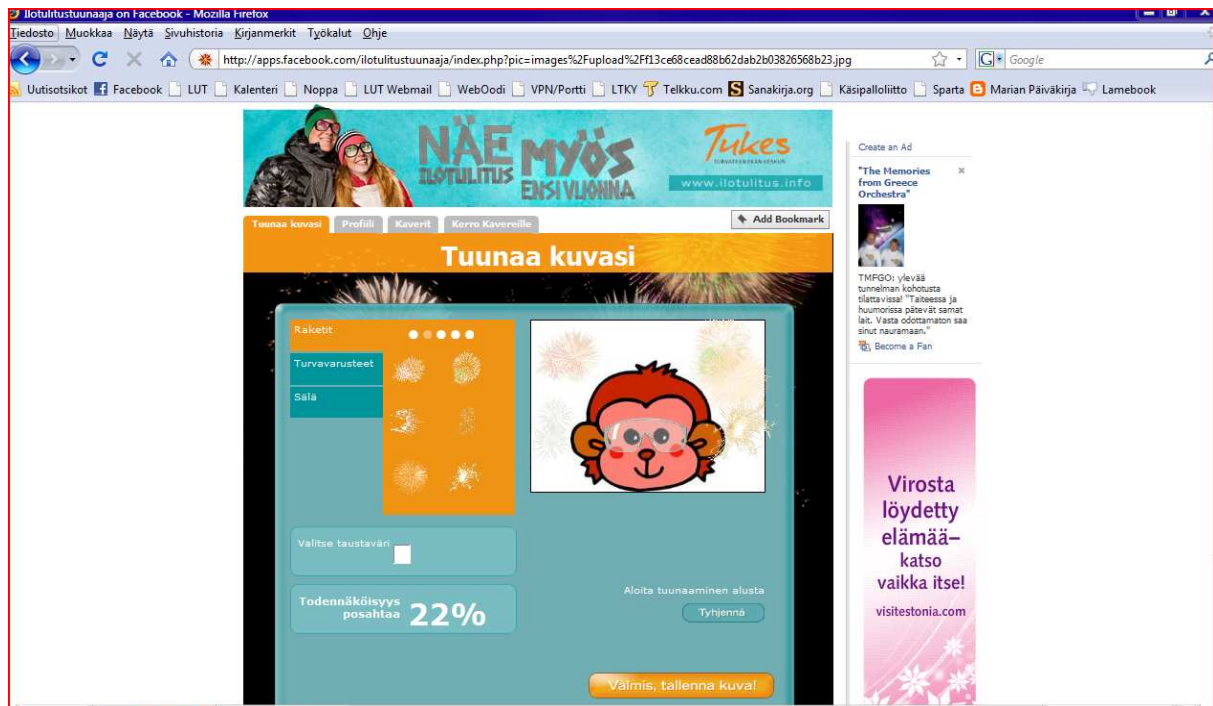 Ilotulitustuunaaja on Facebook - Mozilla Firefox
Tiedosto Muokkaa Näytä Sivuhistoria Kirjanmerkit Työkalut Ohje
http://apps.facebook.com/ilotulitustuunaaja/index.php?pic=images%2Fupload%2Ff13ce68cead88b62dab2b03826568b23.jpg
G Google
Uutisotsikot Facebook LUT Kalenteri Noppa LUT Webmail WebOodi VPN/Portti LTKY Telkku.com S Sanakirja.org Käsipalloliitto Sparta Marian Päiväkirja Lamebook
NÄE MYÖS
ILOTULITUS ENSI VUONNA
Tukes
TURVATEKNIIKAN KESKUS
www.ilotulitus.info
Tuunaa kuvasi Profiili Kaverit Kerro Kavereille
Add Bookmark
Tuunaa kuvasi
Raketit
Turvavarusteet
Sälä
Valitse taustaväri
Todennäköisyys
posahtaa 22%
Aloita tuunaaminen alusta
Tyhjennä
Valmis, tallenna kuva!
Create an Ad
"The Memories
from Greece
Orchestra"
TMFGO: ylevää
tunnelman kohotusta
tilattavissa! "Taiteessa ja
huumorissa pätevät samat
lait. Vasta odottamaton saa
sinut nauramaan."
Become a Fan
Virosta
löydetty
elämää–
katso
vaikka itse!
visitestonia.com